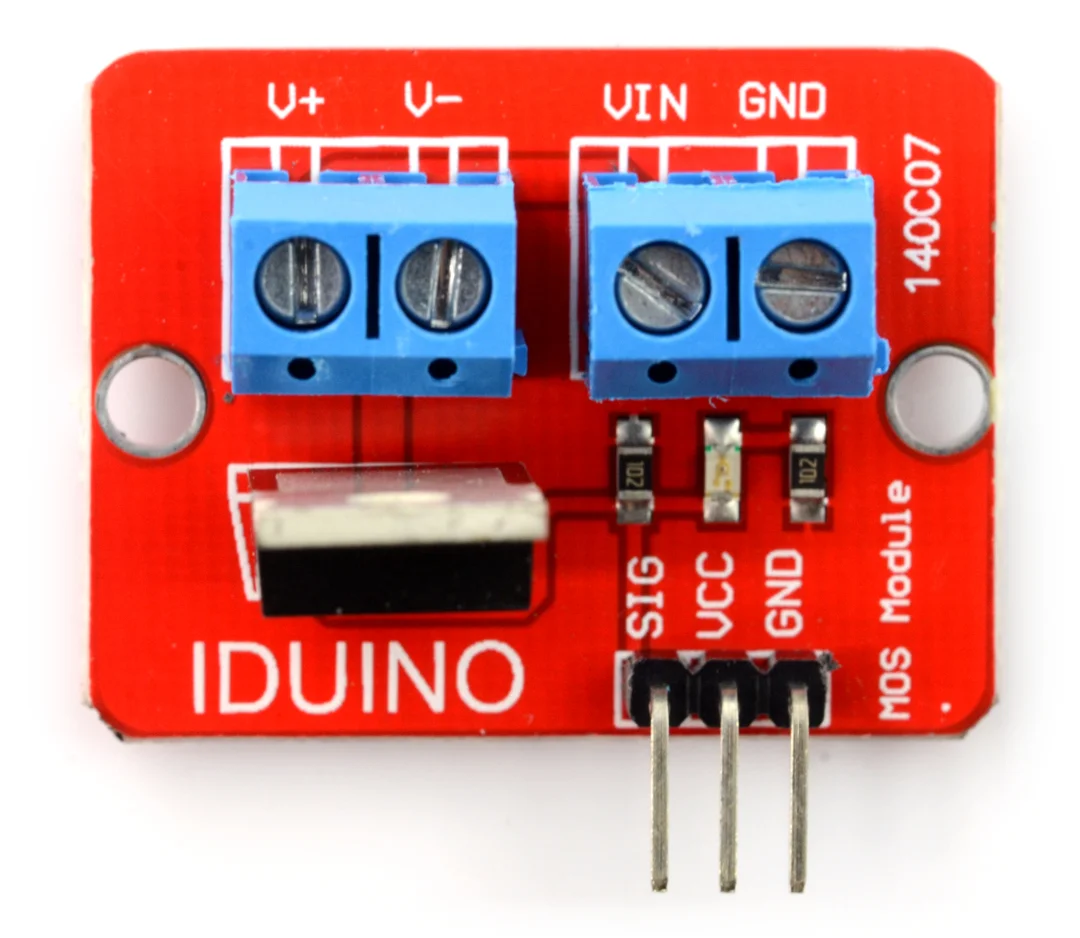 V+ V-
VIN GND
140C07
102
102
SIG
VCC
GND
MOS Module
IDUINO